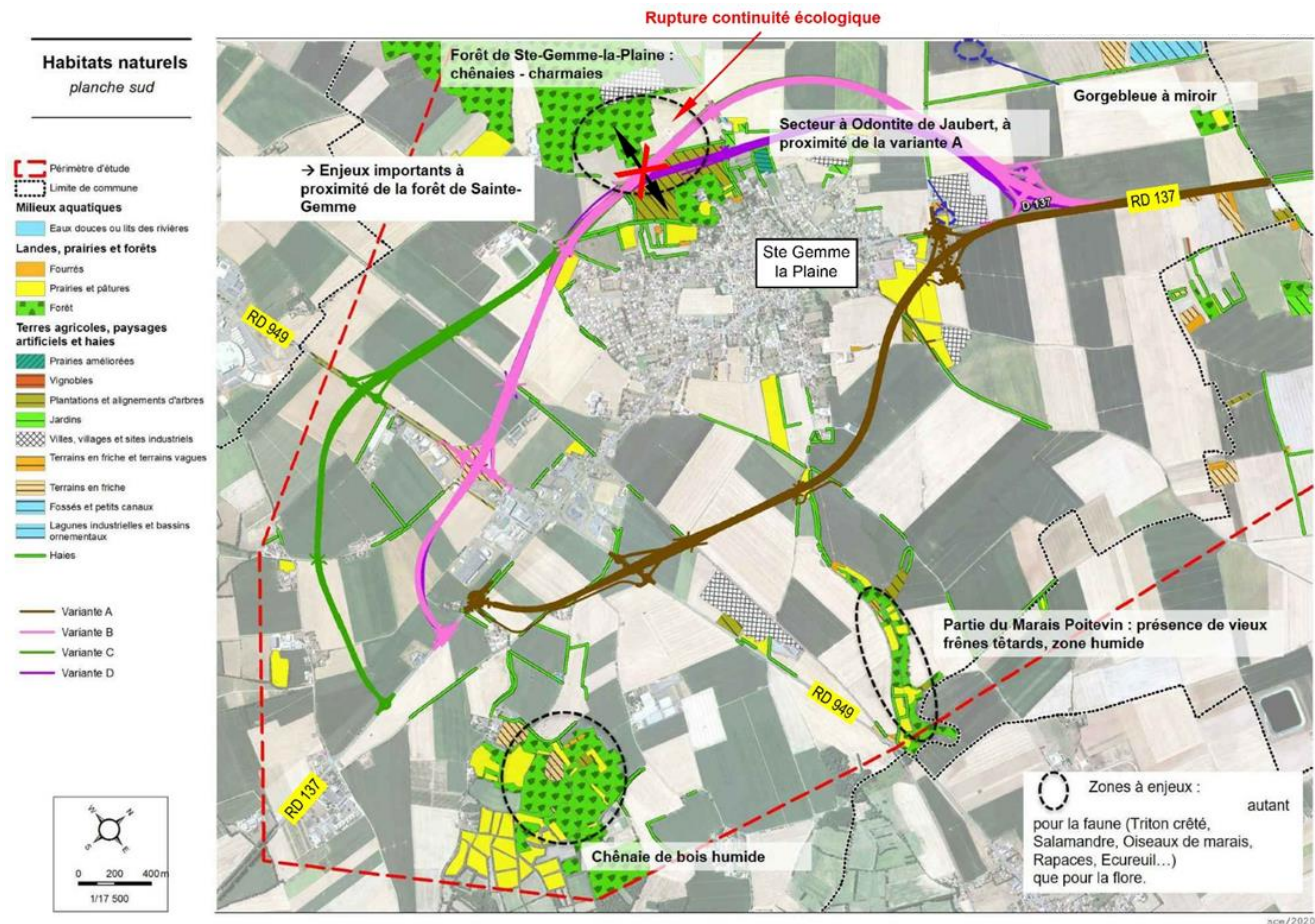 Rupture continuité écologique
Habitats naturels
planche sud
Périmètre d'étude
Limite de commune
Milieux aquatiques
Eaux douces ou lits des rivières
Landes, prairies et forêts
Fourrés
Prairies et pâtures
Forêt
Terres agricoles, paysages
artificiels et haies
Prairies améliorées
Vignobles
Plantations et alignements d'arbres
Jardins
Villes, villages et sites industriels
Terrains en friche et terrains vagues
Terrains en friche
Fossés et petits canaux
Lagunes industrielles et bassins
ornementaux
Haies
Variante A
Variante B
Variante C
Variante D
W
N
S
E
0 200 400m
1/17 500
Forêt de Ste-Gemme-la-Plaine :
chênaies - charmaies
Gorgebleue à miroir
Secteur à Odontite de Jaubert, à
proximité de la variante A
→ Enjeux importants à
proximité de la forêt de Sainte-
Gemme
RD 137
D 137
Ste Gemme
la Plaine
RD 949
Partie du Marais Poitevin : présence de vieux
frênes têtards, zone humide
RD 949
RD 137
Chênaie de bois humide
Zones à enjeux :
autant
pour la faune (Triton crêté,
Salamandre, Oiseaux de marais,
Rapaces, Ecureuil…)
que pour la flore.
sce/2020